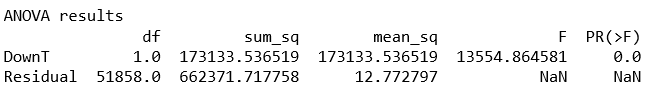 ANOVA results
df sum_sq mean_sq F PR(>F)
DownT 1.0 173133.536519 173133.536519 13554.864581 0.0
Residual 51858.0 662371.717758 12.772797 NaN NaN